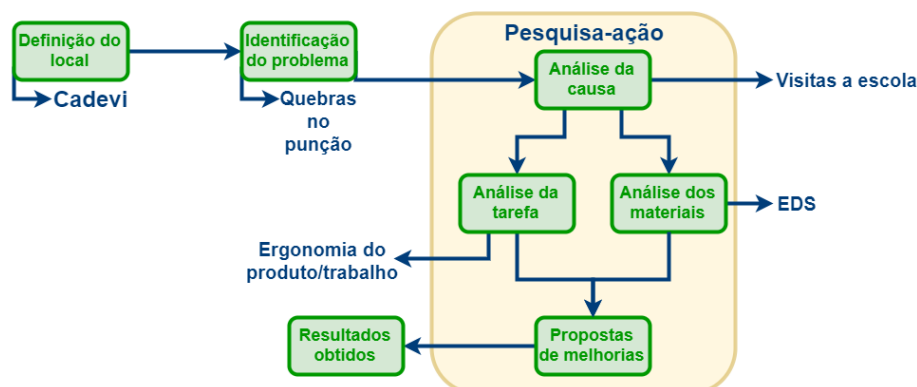 Pesquisa-ação
Definição do
local
Identificação
do problema
Análise da
causa
Visitas a escola
Cadevi
Quebras
no
punção
Análise da
tarefa
Análise dos
materiais
EDS
Ergonomia do
produto/trabalho
Resultados
obtidos
Propostas
de melhorias